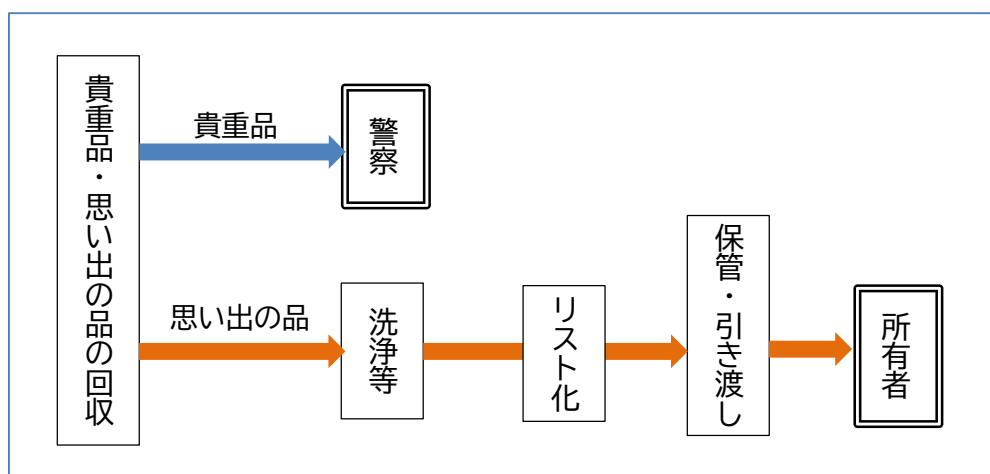 貴重品・思い出の品の回収
貴重品
警察
思い出の品
洗浄等
リスト化
保管・引き渡し
所有者